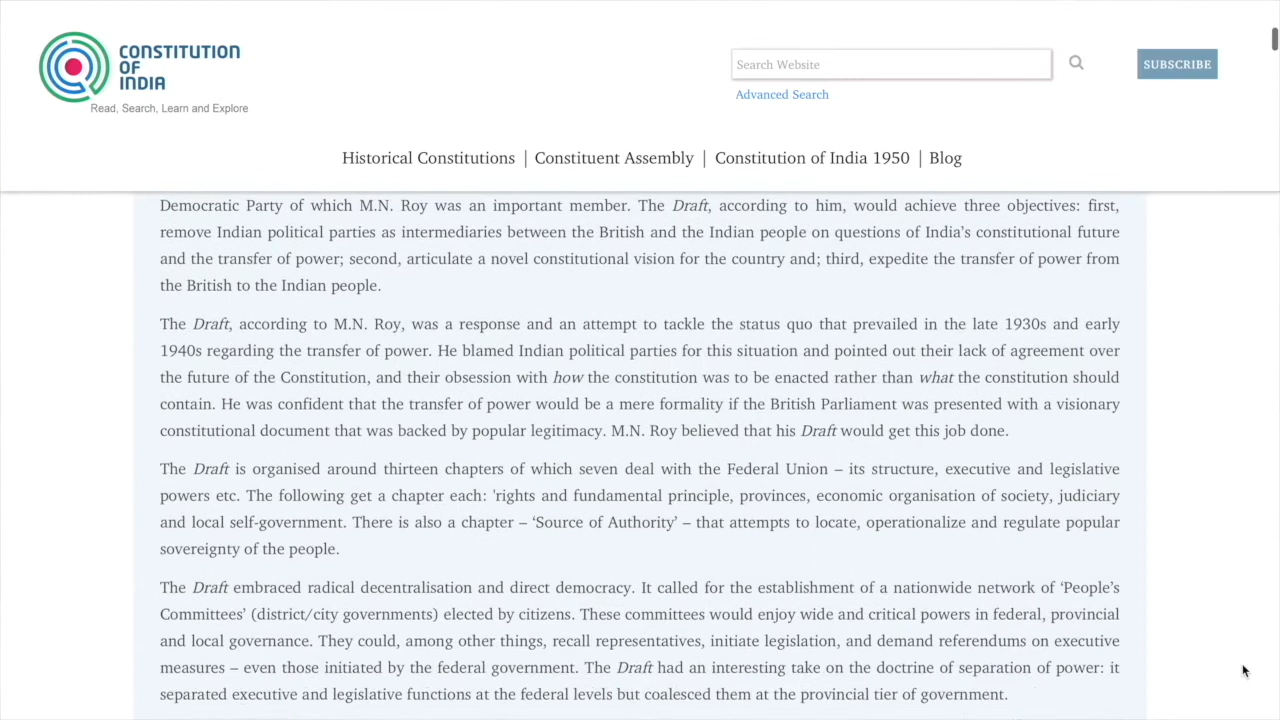 CONSTITUTION
OF
INDIA
Read, Search, Learn and Explore
Search Website
SUBSCRIBE
Advanced Search
Historical Constitutions | Constituent Assembly | Constitution of India 1950 | Blog
Democratic Party of which M.N. Roy was an important member. The Draft, according to him, would achieve three objectives: first,
remove Indian political parties as intermediaries between the British and the Indian people on questions of India's constitutional future
and the transfer of power; second, articulate a novel constitutional vision for the country and; third, expedite the transfer of power from
the British to the Indian people.
The Draft, according to M.N. Roy, was a response and an attempt to tackle the status quo that prevailed in the late 1930s and early
1940s regarding the transfer of power. He blamed Indian political parties for this situation and pointed out their lack of agreement over
the future of the Constitution, and their obsession with how the constitution was to be enacted rather than what the constitution should
contain. He was confident that the transfer of power would be a mere formality if the British Parliament was presented with a visionary
constitutional document that was backed by popular legitimacy. M.N. Roy believed that his Draft would get this job done.
The Draft is organised around thirteen chapters of which seven deal with the Federal Union – its structure, executive and legislative
powers etc. The following get a chapter each: 'rights and fundamental principle, provinces, economic organisation of society, judiciary
and local self-government. There is also a chapter – ‘Source of Authority’ – that attempts to locate, operationalize and regulate popular
sovereignty of the people.
The Draft embraced radical decentralisation and direct democracy. It called for the establishment of a nationwide network of ‘People’s
Committees’ (district/city governments) elected by citizens. These committees would enjoy wide and critical powers in federal, provincial
and local governance. They could, among other things, recall representatives, initiate legislation, and demand referendums on executive
measures – even those initiated by the federal government. The Draft had an interesting take on the doctrine of separation of power: it
separated executive and legislative functions at the federal levels but coalesced them at the provincial tier of government.